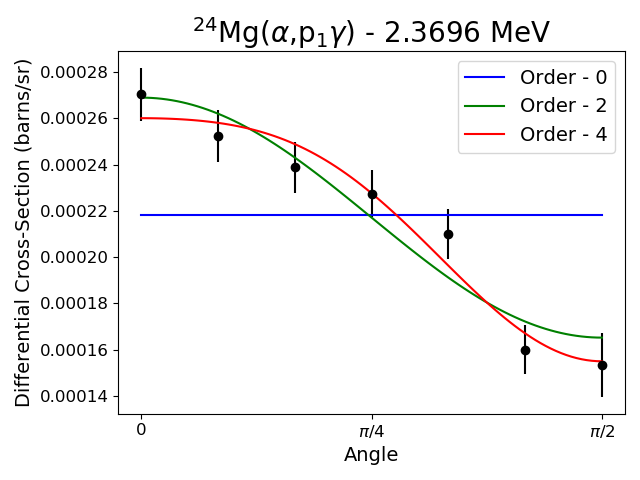 ²⁴Mg(α,p₁γ) - 2.3696 MeV
Differential Cross-Section (barns/sr)
0.00028
0.00026
0.00024
0.00022
0.00020
0.00018
0.00016
0.00014
Order - 0
Order - 2
Order - 4
0 π/4 π/2
Angle